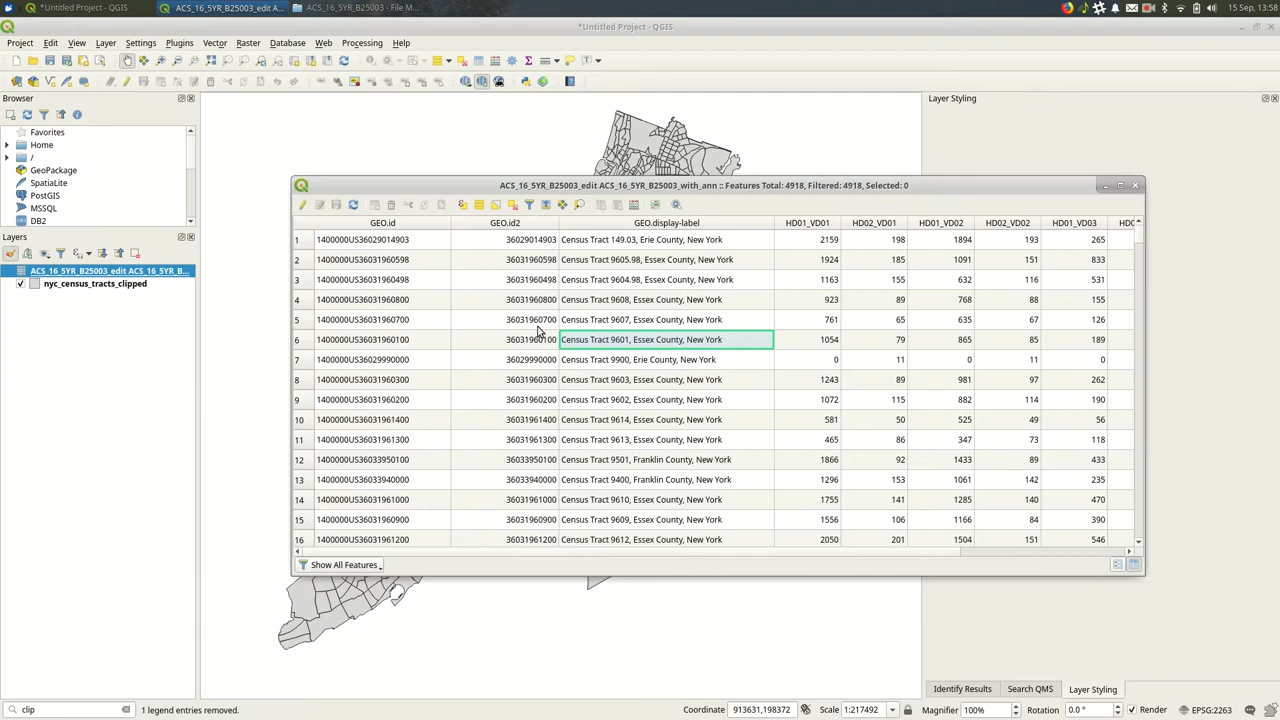 *Untitled Project - QGIS
ACS_16_5YR_B25003_edit A...
ACS_16_5YR_B25003 - File M...
15 Sep, 13:58
*Untitled Project - QGIS
Project Edit View Layer Settings Plugins Vector Raster Database Web Processing Help
Browser
Layer Styling
Favorites
Home
/
GeoPackage
SpatiaLite
PostGIS
MSSQL
DB2
Layers
ACS_16_5YR_B25003_edit ACS_16_5YR_B...
nyc_census_tracts_clipped
ACS_16_5YR_B25003_edit ACS_16_5YR_B25003_with_ann :: Features Total: 4918, Filtered: 4918, Selected: 0
GEO.id GEO.id2 GEO.display-label HD01_VD01 HD02_VD01 HD01_VD02 HD02_VD02 HD01_VD03
1 1400000US36029014903 36029014903 Census Tract 149.03, Erie County, New York 2159 198 1894 193 265
2 1400000US36031960598 36031960598 Census Tract 9605.98, Essex County, New York 1924 185 1091 151 833
3 1400000US36031960498 36031960498 Census Tract 9604.98, Essex County, New York 1163 155 632 116 531
4 1400000US36031960800 36031960800 Census Tract 9608, Essex County, New York 923 89 768 88 155
5 1400000US36031960700 36031960700 Census Tract 9607, Essex County, New York 761 65 635 67 126
6 1400000US36031960100 36031960100 Census Tract 9601, Essex County, New York 1054 79 865 85 189
7 1400000US36029990000 36029990000 Census Tract 9900, Erie County, New York 0 11 0 11 0
8 1400000US36031960300 36031960300 Census Tract 9603, Essex County, New York 1243 89 981 97 262
9 1400000US36031960200 36031960200 Census Tract 9602, Essex County, New York 1072 115 882 114 190
10 1400000US36031961400 36031961400 Census Tract 9614, Essex County, New York 581 50 525 49 56
11 1400000US36031961300 36031961300 Census Tract 9613, Essex County, New York 465 86 347 73 118
12 1400000US36033950100 36033950100 Census Tract 9501, Franklin County, New York 1866 92 1433 89 433
13 1400000US36033940000 36033940000 Census Tract 9400, Franklin County, New York 1296 153 1061 142 235
14 1400000US36031961000 36031961000 Census Tract 9610, Essex County, New York 1755 141 1285 140 470
15 1400000US36031960900 36031960900 Census Tract 9609, Essex County, New York 1556 106 1166 84 390
16 1400000US36031961200 36031961200 Census Tract 9612, Essex County, New York 2050 201 1504 151 546
Show All Features
Identify Results Search QMS Layer Styling
clip 1 legend entries removed. Coordinate 913631,198372 Scale 1:217492 Magnifier 100% Rotation 0.0 ° Render EPSG:2263